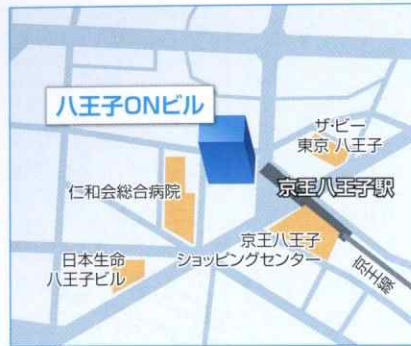 八王子ONビル
ザ・ビー
東京 八王子
仁和会総合病院
京王八王子駅
京王八王子
ショッピングセンター
日本生命
八王子ビル
京王線